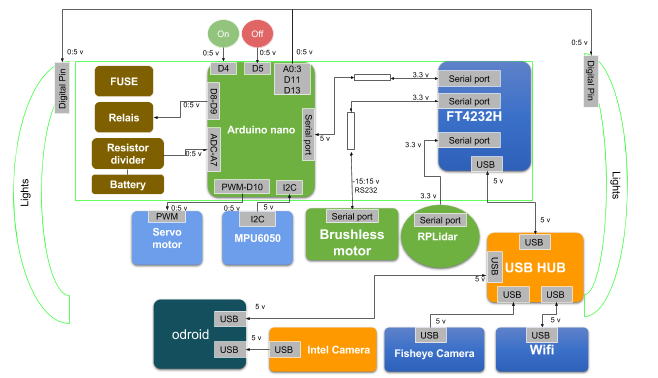 0:5 v
0:5 v
On
Off
0:5 v
0:5 v
Digital Pin
Digital Pin
D4
D5
A0:3
D11
D13
FUSE
D8-D9
0:5 v
Relais
Arduino nano
Serial port
5 v
3.3 v
Serial port
3.3 v
Serial port
FT4232H
Serial port
3.3 v
USB
5 v
Resistor
divider
0:5 v
ADC-A7
Battery
PWM-D10
I2C
-15:15 v
RS232
3.3 v
Lights
Lights
0:5 v
0:5 v
5 v
PWM
Servo
motor
I2C
MPU6050
Serial port
Brushless
motor
Serial port
RPLidar
5 v
USB
USB
5 v
USB HUB
USB
USB
odroid
USB
5 v
USB
5 v
USB
Intel Camera
5 v
USB
Fisheye Camera
5 v
USB
Wifi